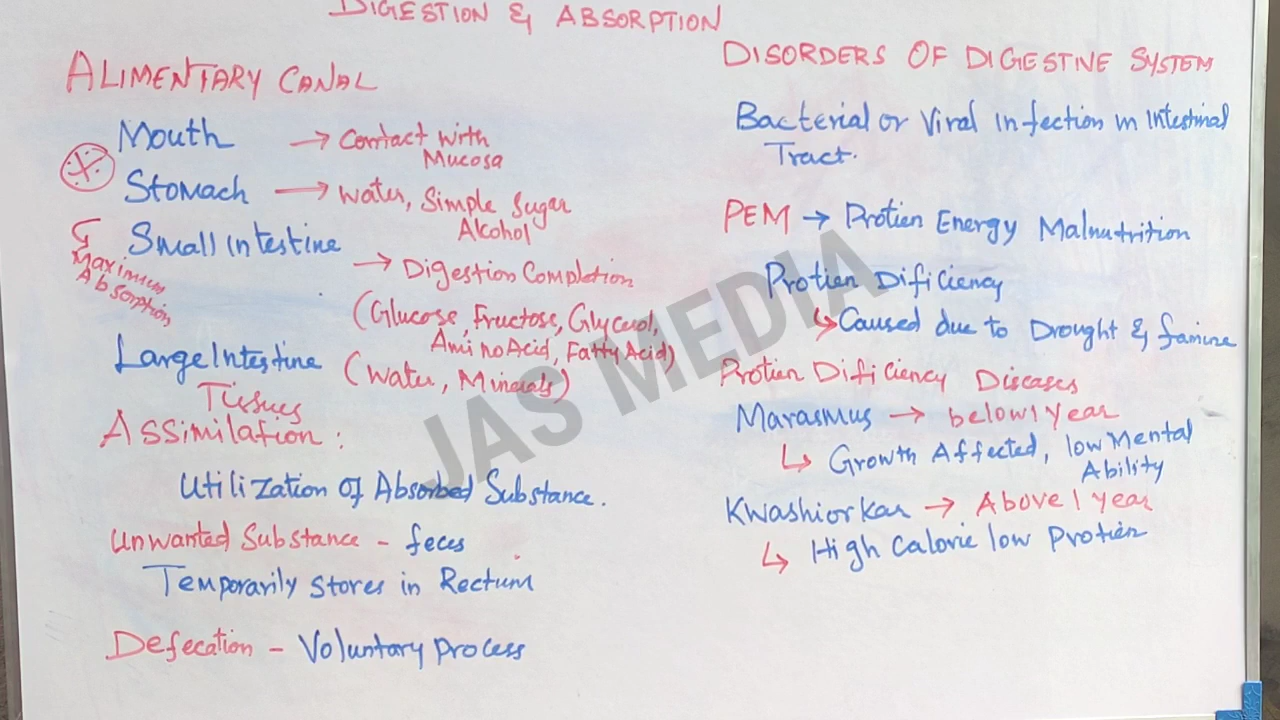 DIGESTION & ABSORPTION
ALIMENTARY CANAL
Mouth → Contact with
Mucosa
Stomach → Water, Simple Sugar
Alcohol
Small intestine
Maximum
Absorption
→ Digestion Completion
(Glucose, Fructose, Glycerol,
Amino Acid, Fatty Acid)
Large Intestine (Water, Minerals)
Tissues
Assimilation:
Utilization of Absorbed Substance.
Unwanted Substance - feces
Temporarily stores in Rectum
Defecation - Voluntary process
DISORDERS OF DIGESTIVE SYSTEM
Bacterial or Viral infection in Intestinal
Tract.
PEM → Protien Energy Malnutrition
Protien Dificiency
↳ Caused due to Drought & famine
Protien Dificiency Diseases
Marasmus → below 1 year
↳ Growth Affected, low Mental
Ability
Kwashiorkar → Above 1 year
↳ High Calorie low Protien
JAS MEDIA